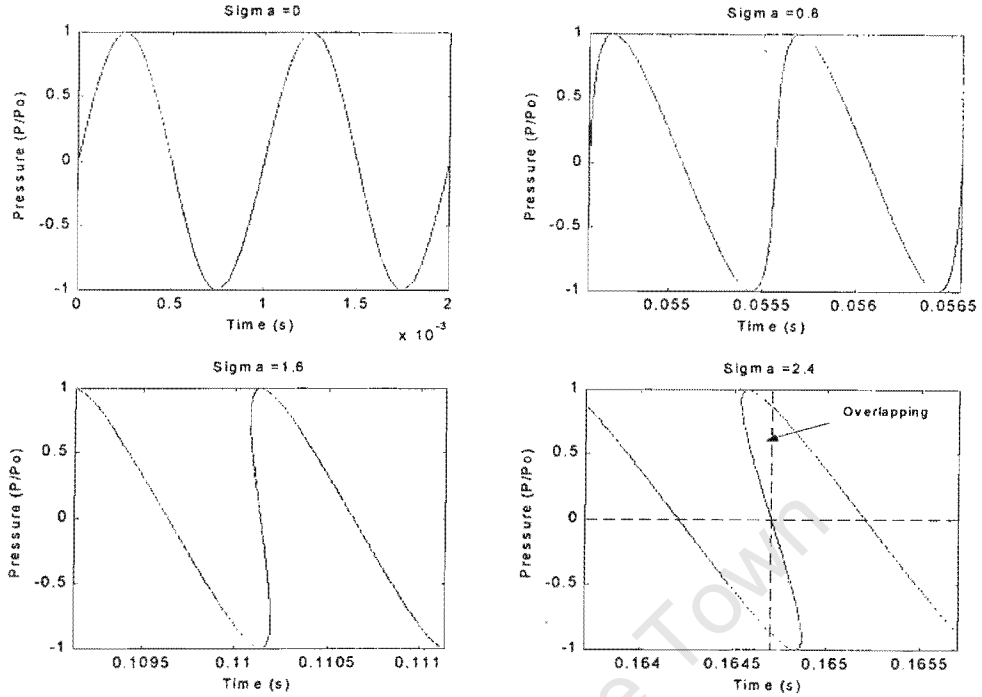 Sigma =0
Pressure (P/Po)
1
0.5
0
-0.5
-1
0
0.5
1
1.5
2
Time (s)
x 10⁻³
Sigma =0.8
Pressure (P/Po)
1
0.5
0
-0.5
-1
0.055
0.0555
0.056
0.0565
Time (s)
Sigma =1.6
Pressure (P/Po)
1
0.5
0
-0.5
-1
0.1095
0.11
0.1105
0.111
Time (s)
Sigma =2.4
Overlapping
Pressure (P/Po)
1
0.5
0
-0.5
-1
0.164
0.1645
0.165
0.1655
Time (s)
e Town